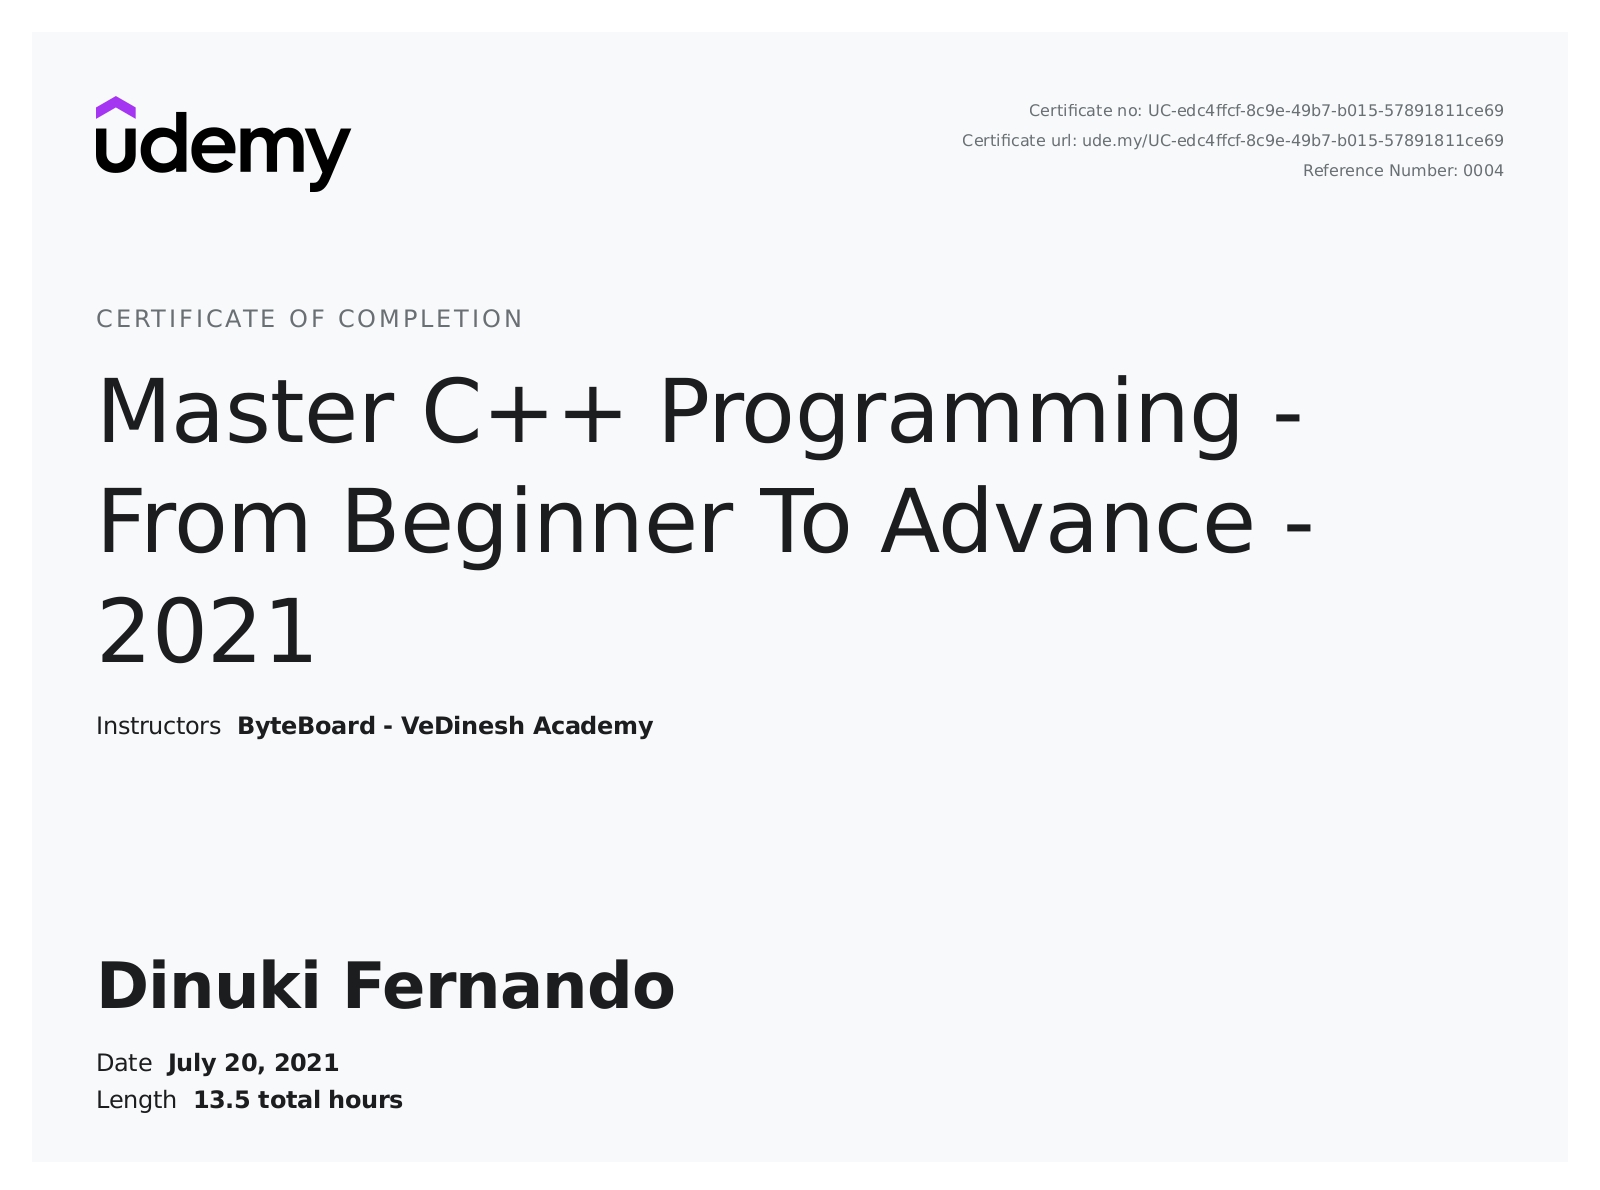 udemy
Certificate no: UC-edc4ffcf-8c9e-49b7-b015-57891811ce69
Certificate url: ude.my/UC-edc4ffcf-8c9e-49b7-b015-57891811ce69
Reference Number: 0004
CERTIFICATE OF COMPLETION
Master C++ Programming -
From Beginner To Advance -
2021
Instructors ByteBoard - VeDinesh Academy
Dinuki Fernando
Date July 20, 2021
Length 13.5 total hours